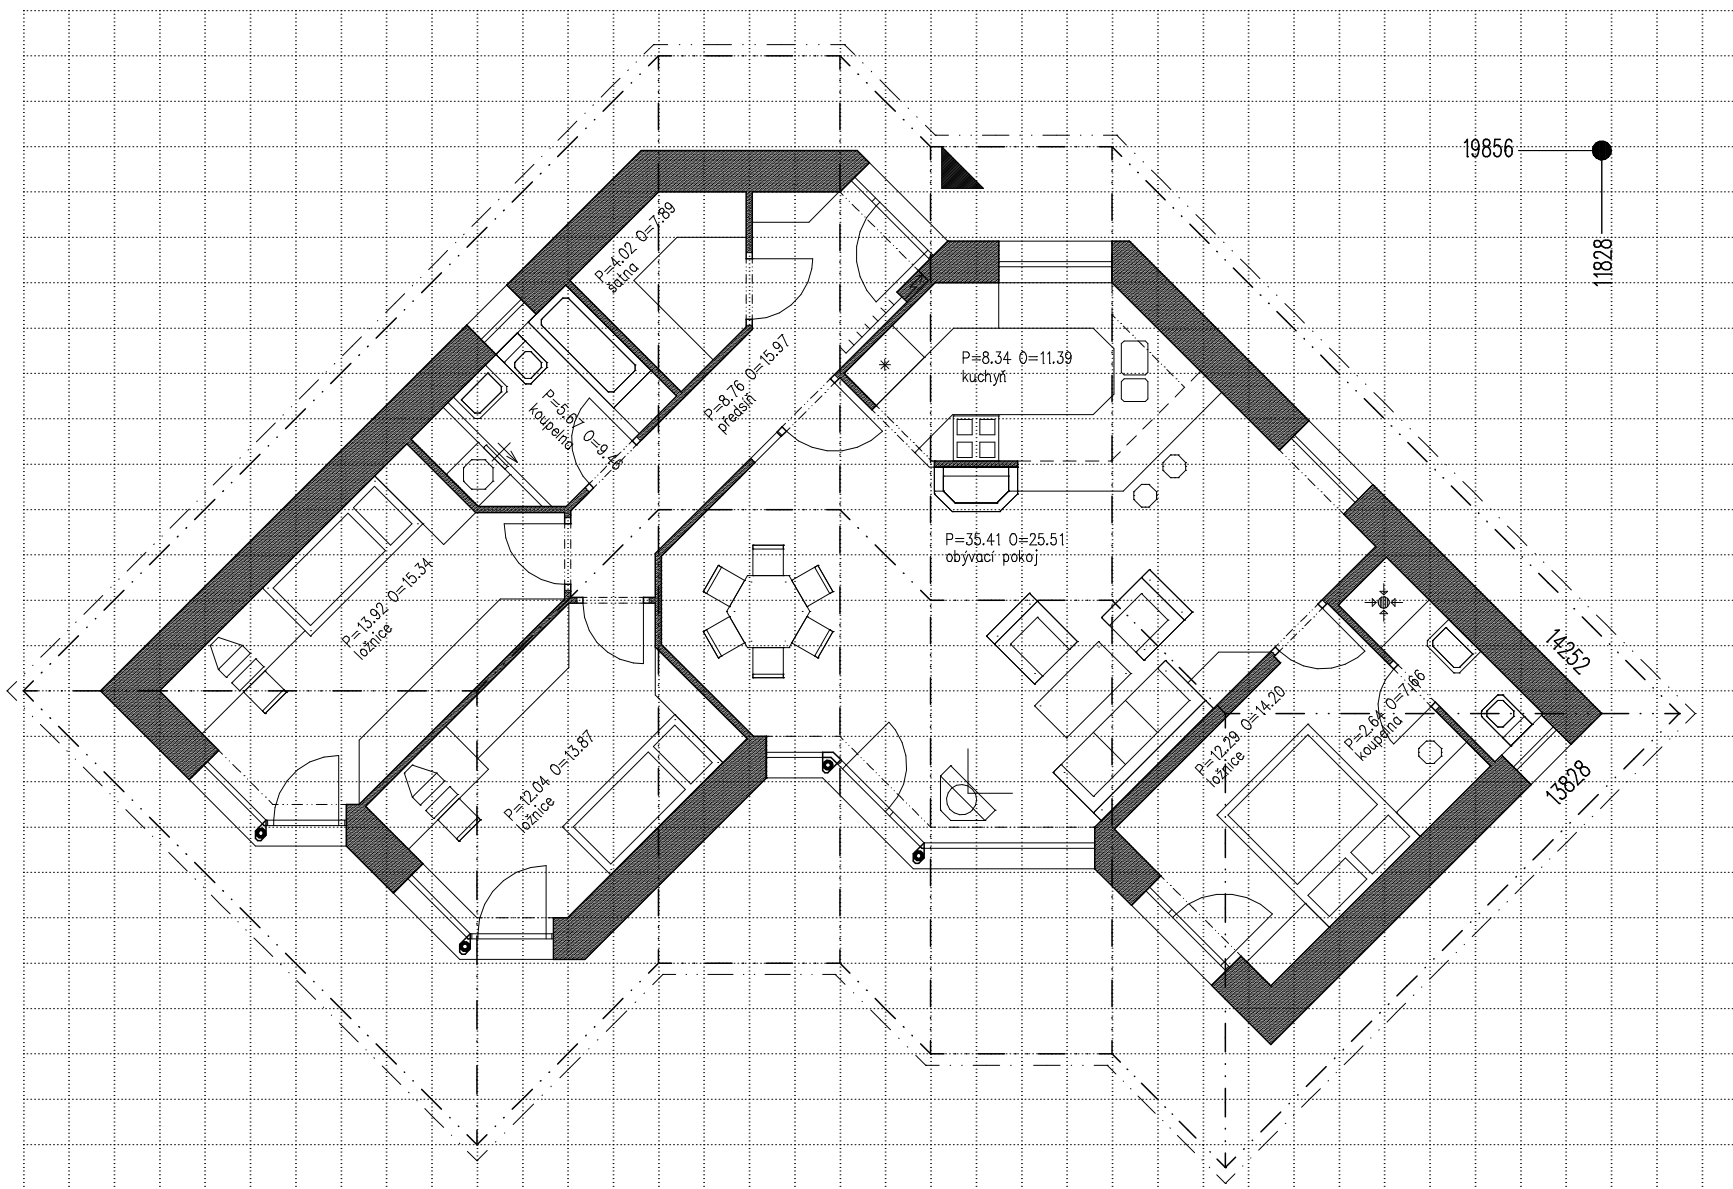 19856
11828
P=4.02 O=7.89
šatna
P=8.76 O=15.97
předsíň
P=8.34 O=11.39
kuchyň
P=5.67 O=9.46
koupelna
P=35.41 O=25.51
obývací pokoj
P=13.92 O=15.34
ložnice
P=12.04 O=13.87
ložnice
P=12.29 O=14.20
ložnice
P=2.64 O=7.66
koupelna
14252
13828